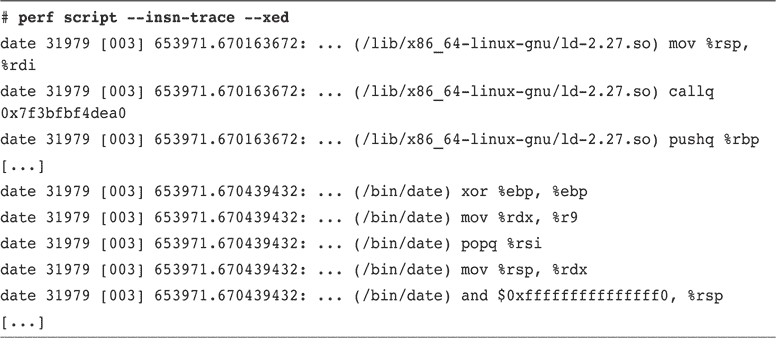 # perf script --insn-trace --xed
date 31979 [003] 653971.670163672: ... (/lib/x86_64-linux-gnu/ld-2.27.so) mov %rsp,
%rdi
date 31979 [003] 653971.670163672: ... (/lib/x86_64-linux-gnu/ld-2.27.so) callq
0x7f3bfbf4dea0
date 31979 [003] 653971.670163672: ... (/lib/x86_64-linux-gnu/ld-2.27.so) pushq %rbp
[...]
date 31979 [003] 653971.670439432: ... (/bin/date) xor %ebp, %ebp
date 31979 [003] 653971.670439432: ... (/bin/date) mov %rdx, %r9
date 31979 [003] 653971.670439432: ... (/bin/date) popq %rsi
date 31979 [003] 653971.670439432: ... (/bin/date) mov %rsp, %rdx
date 31979 [003] 653971.670439432: ... (/bin/date) and $0xfffffffffffffff0, %rsp
[...]